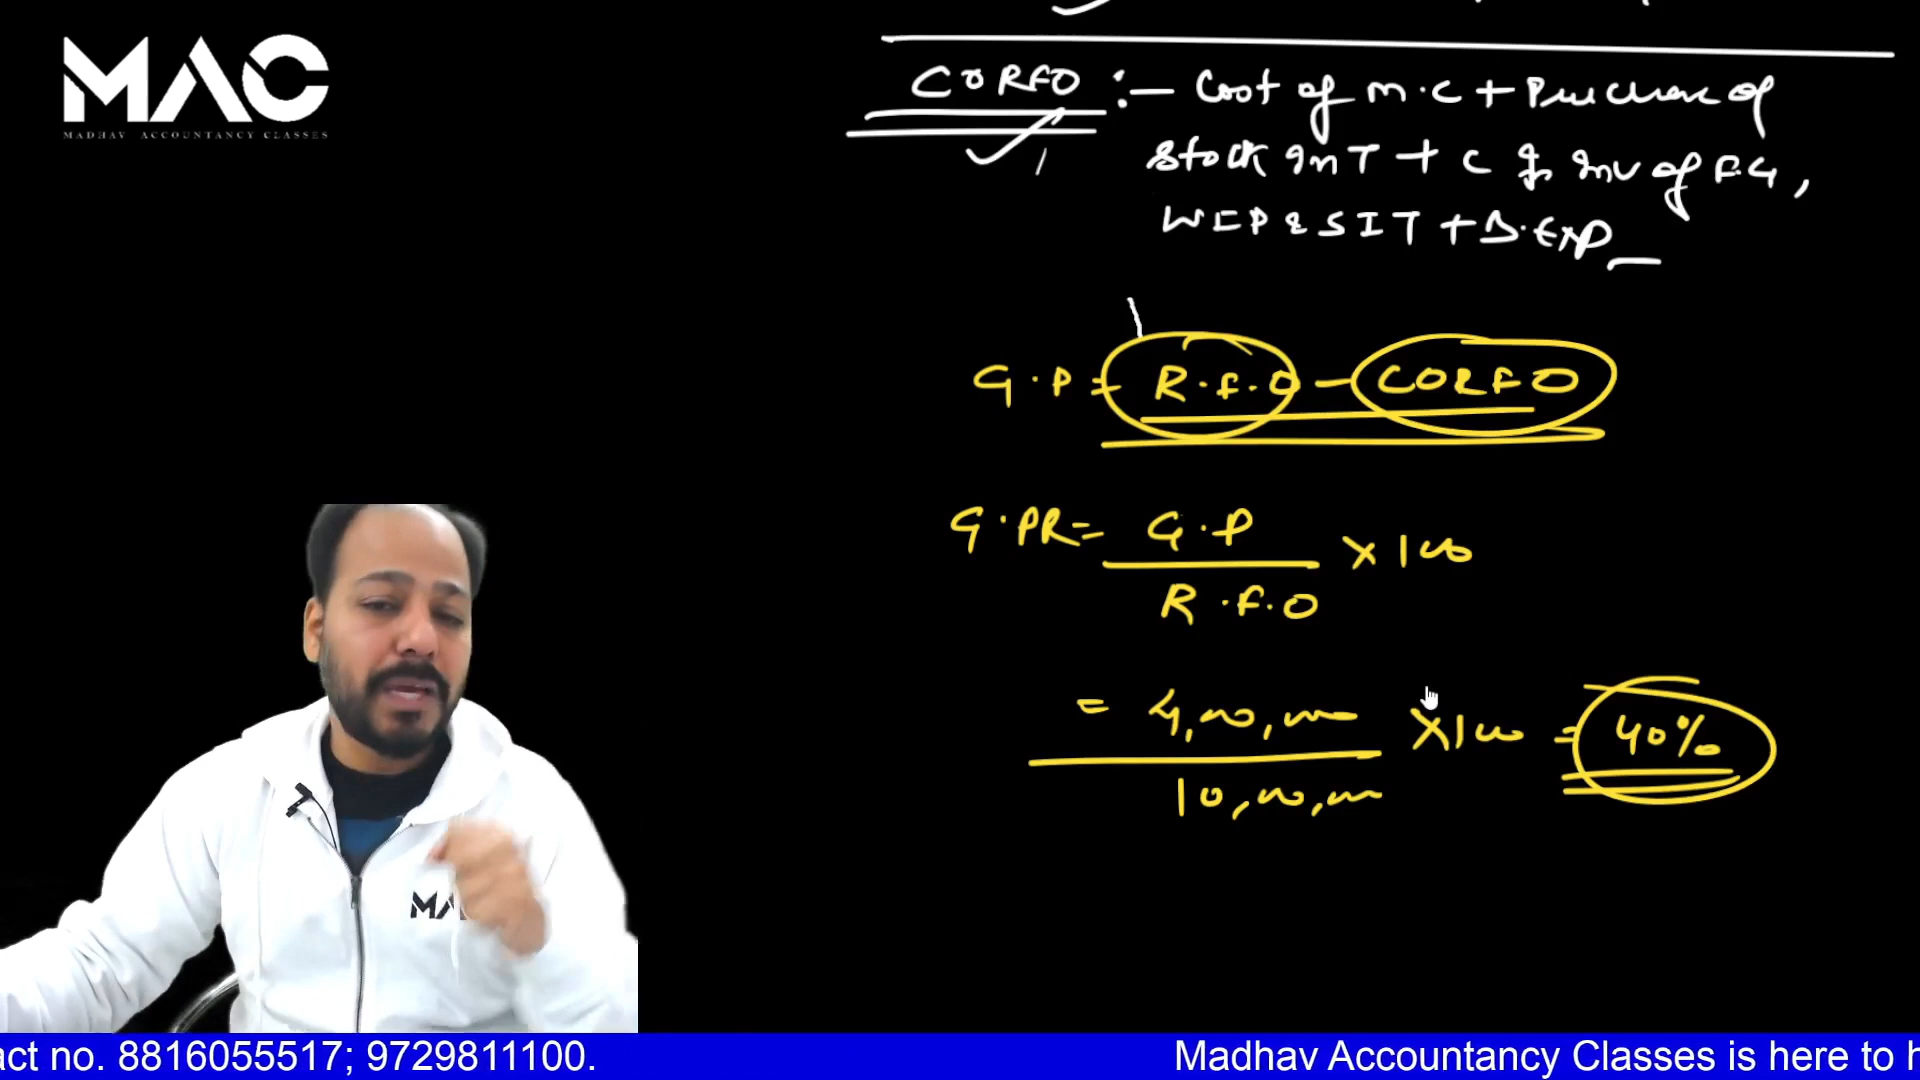 MAC
MADHAV ACCOUNTANCY CLASSES
CORFO :- Cost of M.C + Purchase of
Stock In T + C In Inv of F.G,
WIP & SIT + D.Exp
G.P = R.F.O - CORFO
G.PR = G.P / R.F.O × 100
= 4,00,000 / 10,00,000 × 100 = 40%
MA
act no. 8816055517; 9729811100.
Madhav Accountancy Classes is here to h